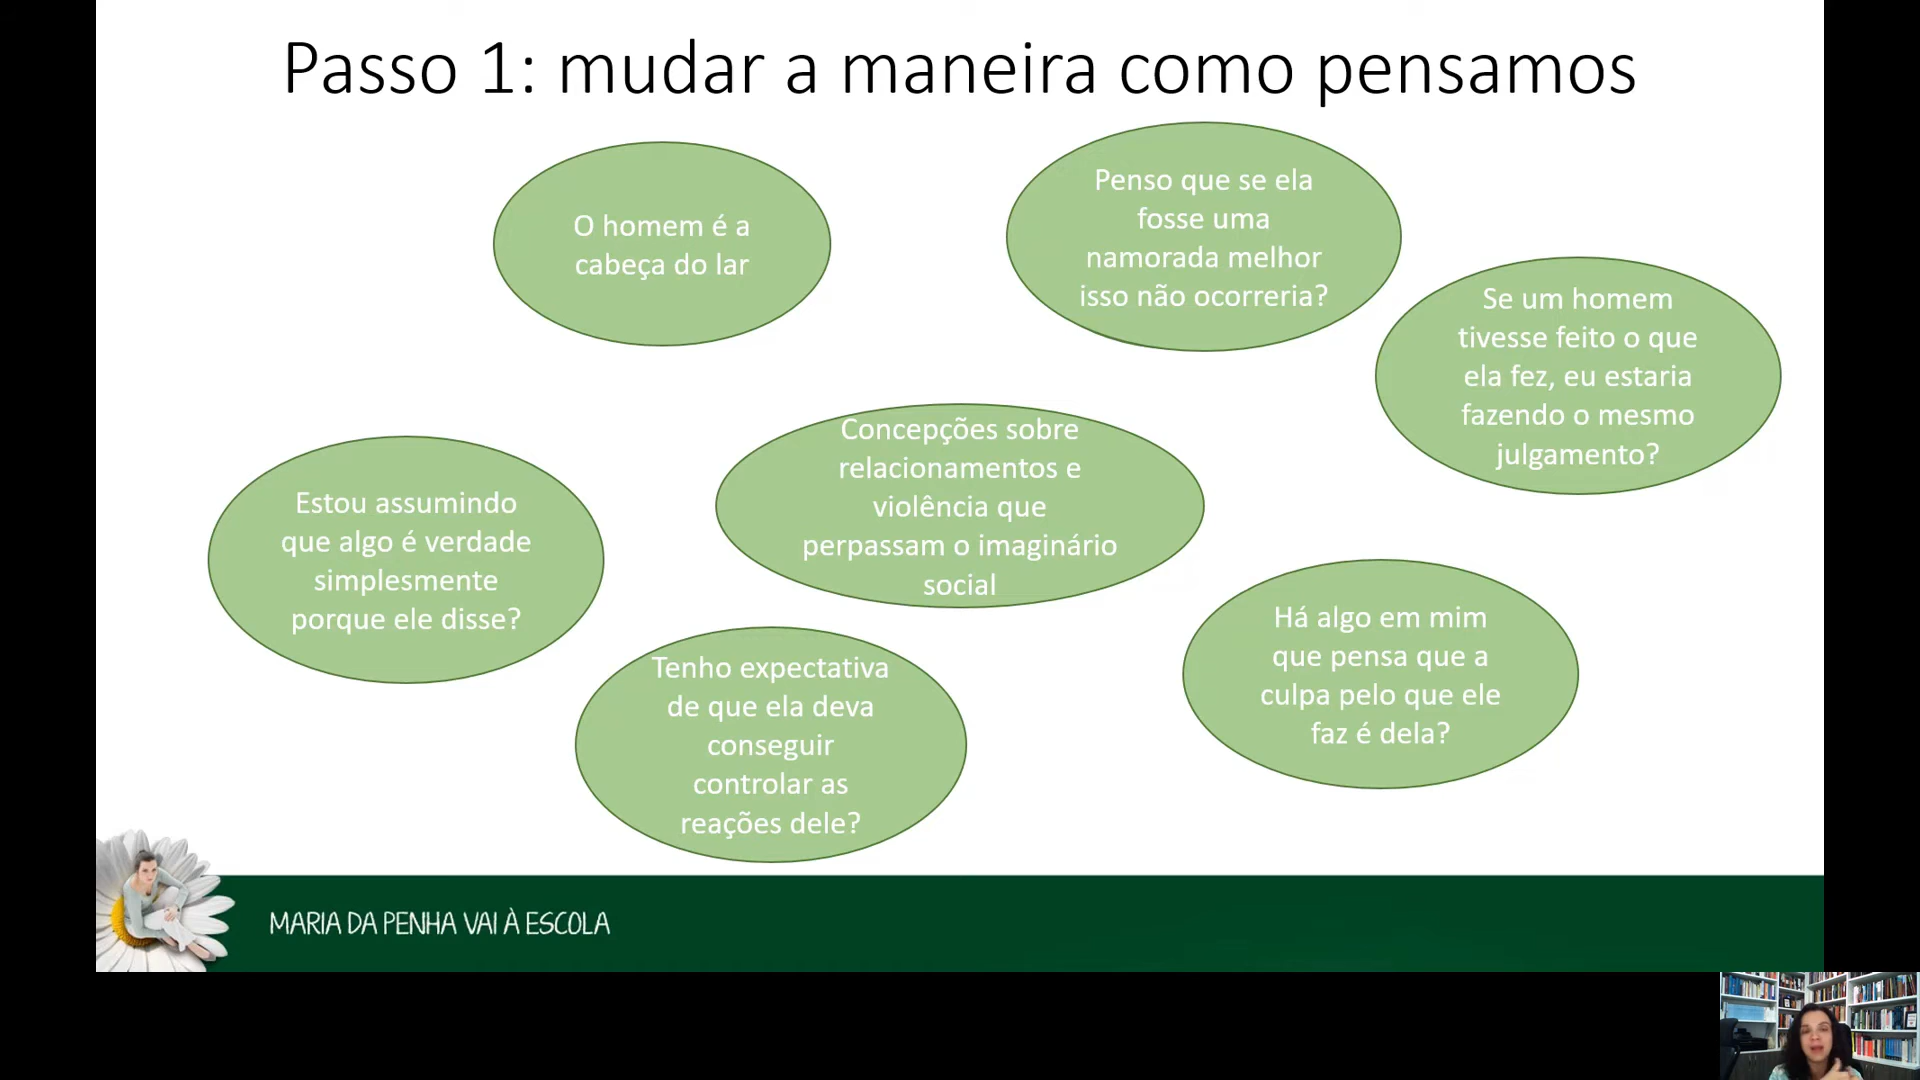 Passo 1: mudar a maneira como pensamos
O homem é a
cabeça do lar
Penso que se ela
fosse uma
namorada melhor
isso não ocorreria?
Se um homem
tivesse feito o que
ela fez, eu estaria
fazendo o mesmo
julgamento?
Concepções sobre
relacionamentos e
violência que
perpassam o imaginário
social
Estou assumindo
que algo é verdade
simplesmente
porque ele disse?
Há algo em mim
que pensa que a
culpa pelo que ele
faz é dela?
Tenho expectativa
de que ela deva
conseguir
controlar as
reações dele?
MARIA DA PENHA VAI À ESCOLA